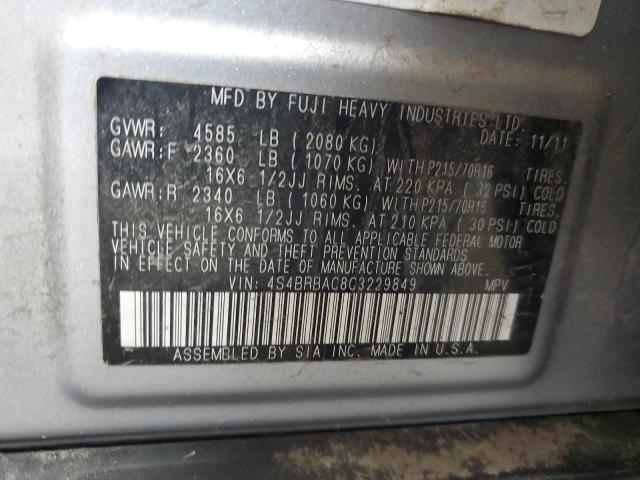 MFD BY FUJI HEAVY INDUSTRIES LTD.
GVWR: 4585 LB ( 2080 KG) DATE: 11/11
GAWR:F 2360 LB ( 1070 KG) WITH P215/70R16 TIRES.
16X6 1/2JJ RIMS. AT 220 KPA ( 32 PSI) COLD
GAWR:R 2340 LB ( 1060 KG) WITH P215/70R16 TIRES.
16X6 1/2JJ RIMS. AT 210 KPA ( 30 PSI) COLD
THIS VEHICLE CONFORMS TO ALL APPLICABLE FEDERAL MOTOR
VEHICLE SAFETY AND THEFT PREVENTION STANDARDS
IN EFFECT ON THE DATE OF MANUFACTURE SHOWN ABOVE.
/ VIN: 4S4BRBAC8C3229849 MPV
ASSEMBLED BY SIA INC. MADE IN U.S.A.